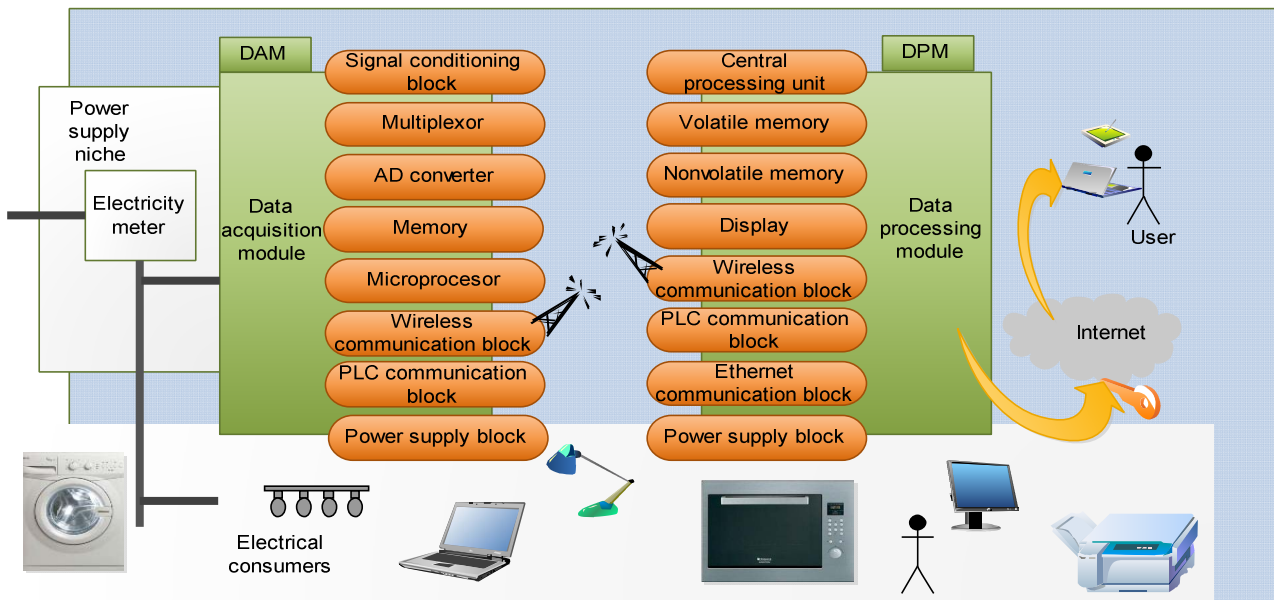 DAM
DPM
Power
supply
niche
Electricity
meter
Data
acquisition
module
Signal conditioning
block
Multiplexor
AD converter
Memory
Microprocesor
Wireless
communication block
PLC communication
block
Power supply block
Central
processing unit
Volatile memory
Nonvolatile memory
Display
Wireless
communication block
PLC communication
block
Ethernet
communication block
Power supply block
Data
processing
module
User
Internet
Electrical
consumers